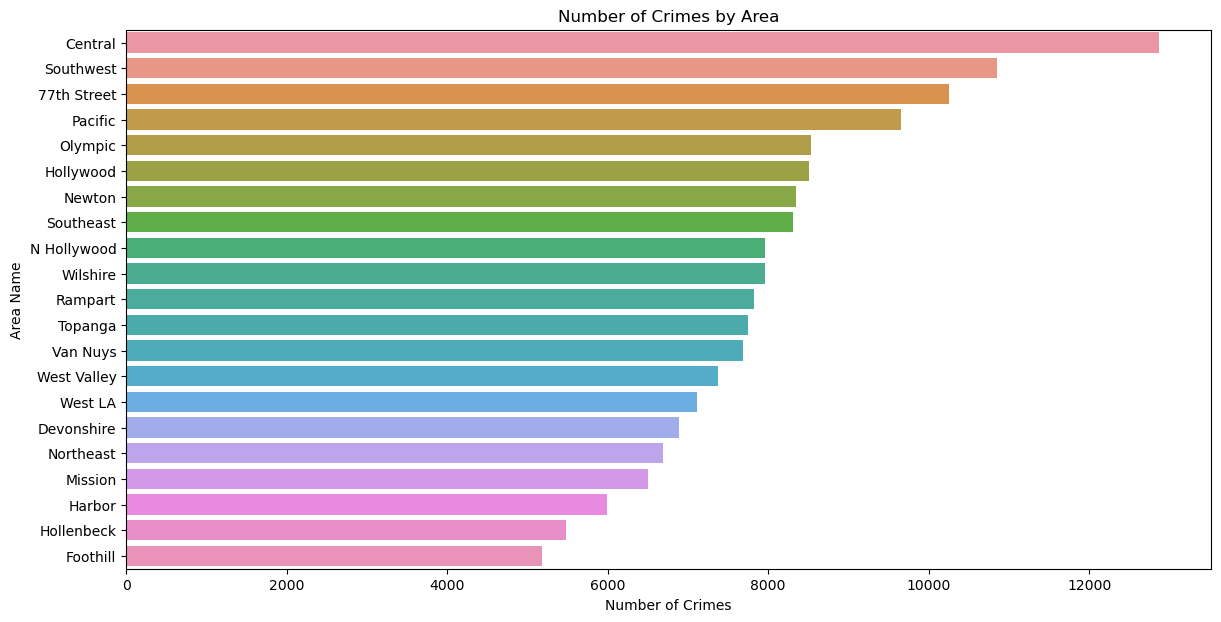 Number of Crimes by Area
Area Name
Central
Southwest
77th Street
Pacific
Olympic
Hollywood
Newton
Southeast
N Hollywood
Wilshire
Rampart
Topanga
Van Nuys
West Valley
West LA
Devonshire
Northeast
Mission
Harbor
Hollenbeck
Foothill
0 2000 4000 6000 8000 10000 12000
Number of Crimes